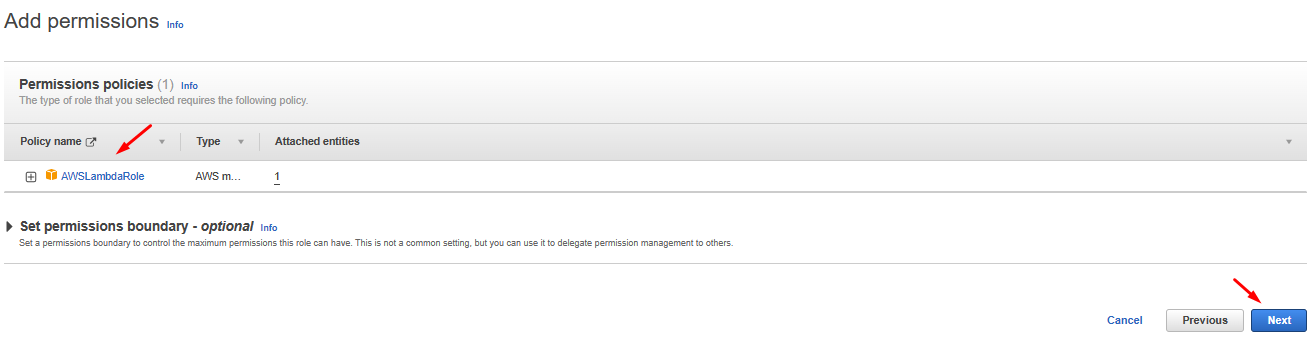 Add permissions Info
Permissions policies (1) Info
The type of role that you selected requires the following policy.
Policy name Type Attached entities
AWSLambdaRole AWS m... 1
Set permissions boundary - optional Info
Set a permissions boundary to control the maximum permissions this role can have. This is not a common setting, but you can use it to delegate permission management to others.
Cancel Previous Next